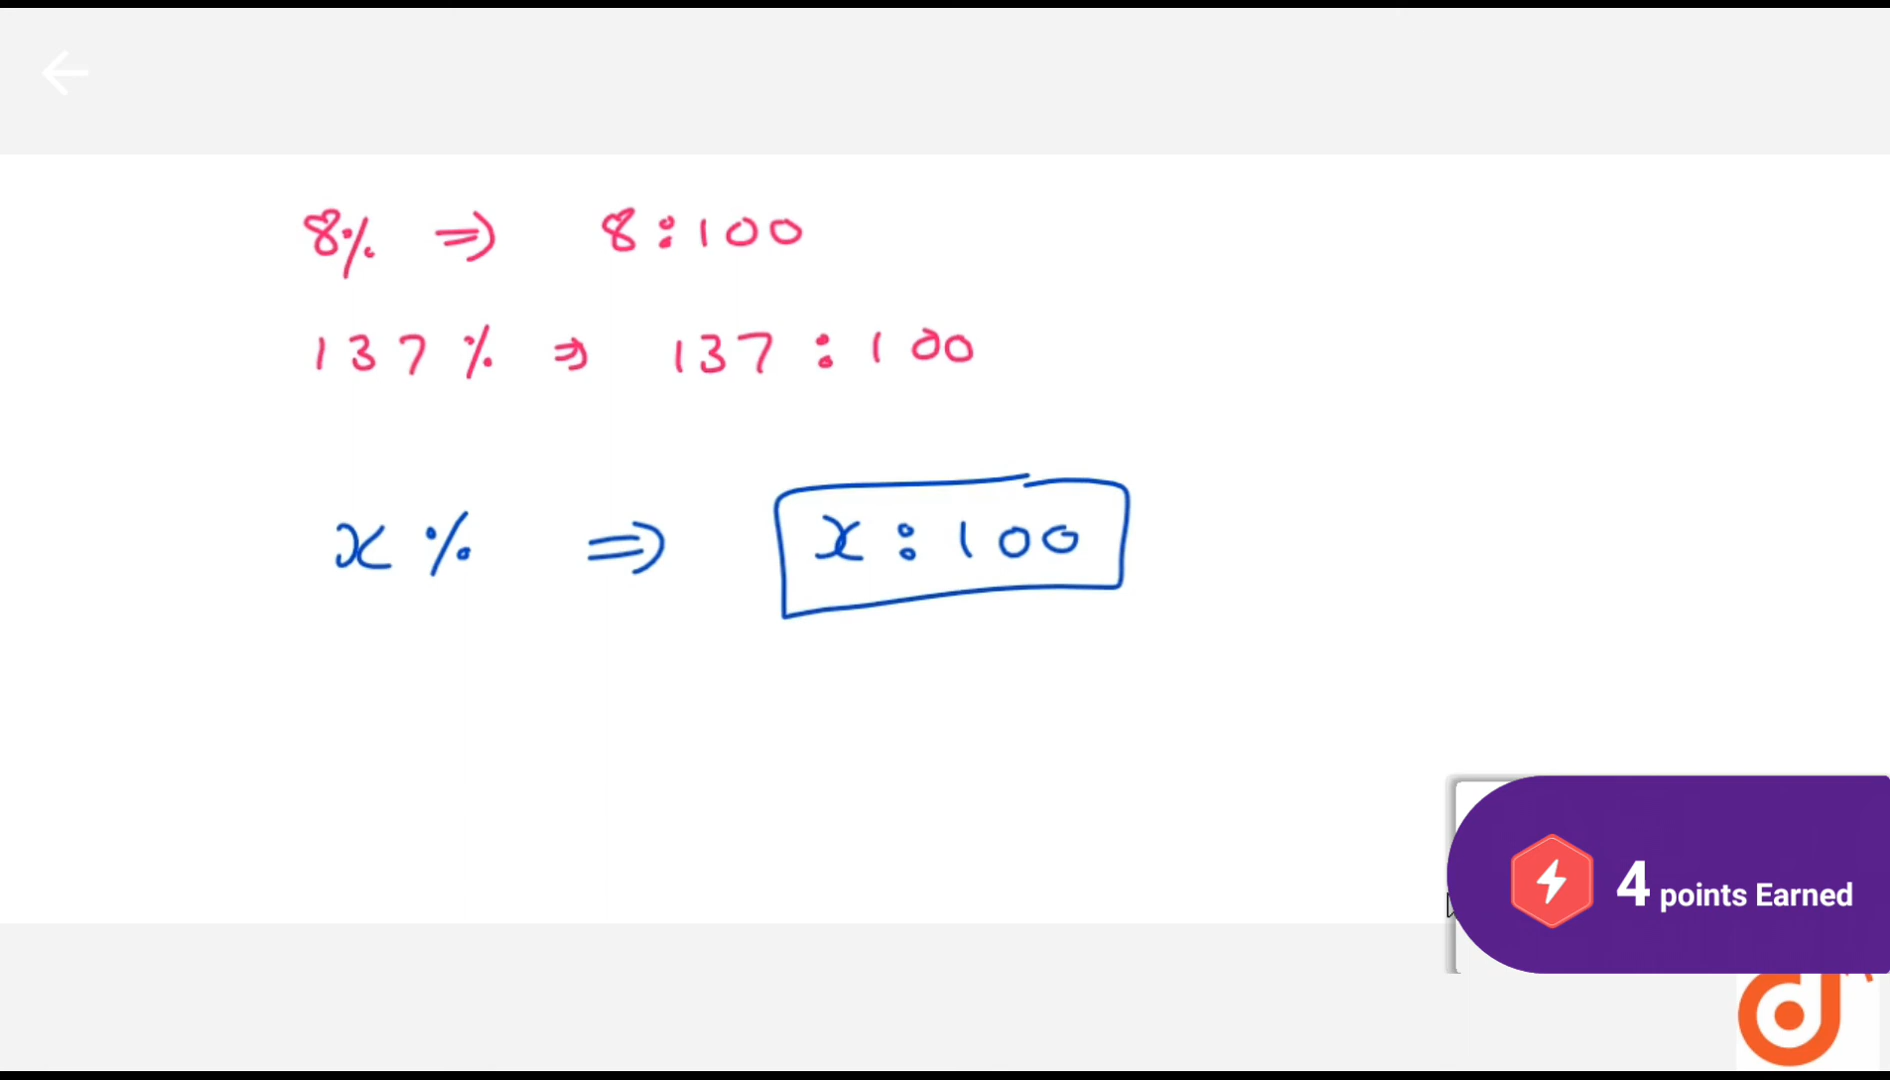 8% ⇒ 8:100
137% ⇒ 137:100
x% ⇒ x:100
4 points Earned